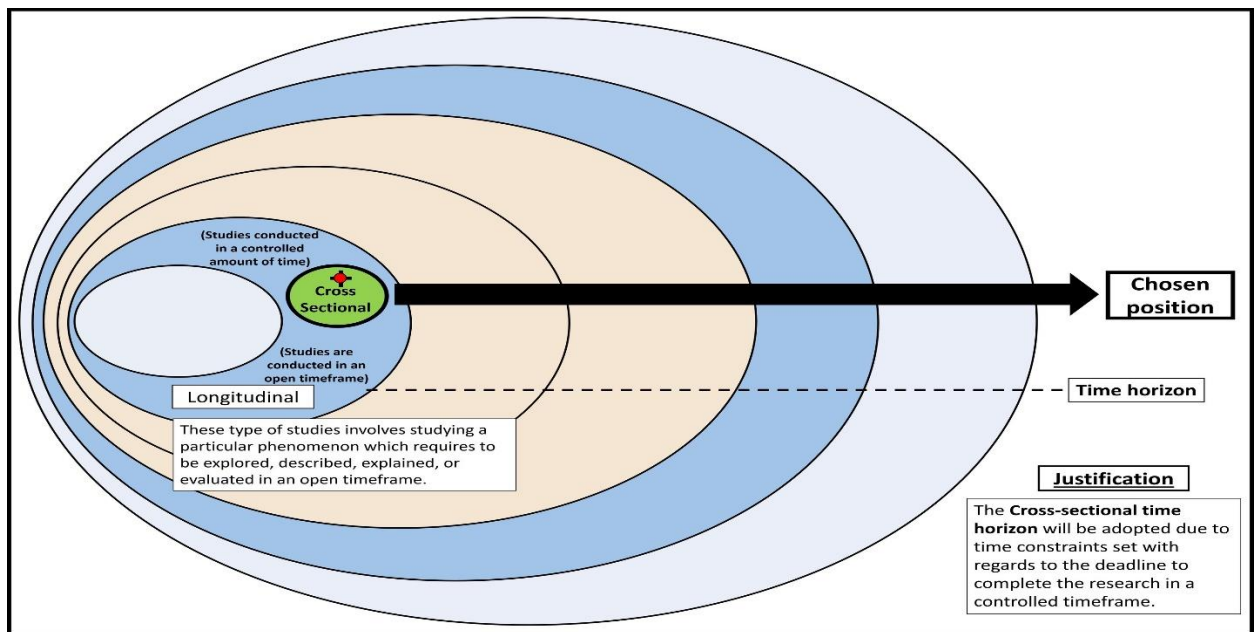 (Studies conducted
in a controlled
amount of time)
Cross
Sectional
Chosen
position
(Studies are
conducted in an
open timeframe)
Longitudinal
Time horizon
These type of studies involves studying a
particular phenomenon which requires to
be explored, described, explained, or
evaluated in an open timeframe.
Justification
The Cross-sectional time
horizon will be adopted due to
time constraints set with
regards to the deadline to
complete the research in a
controlled timeframe.